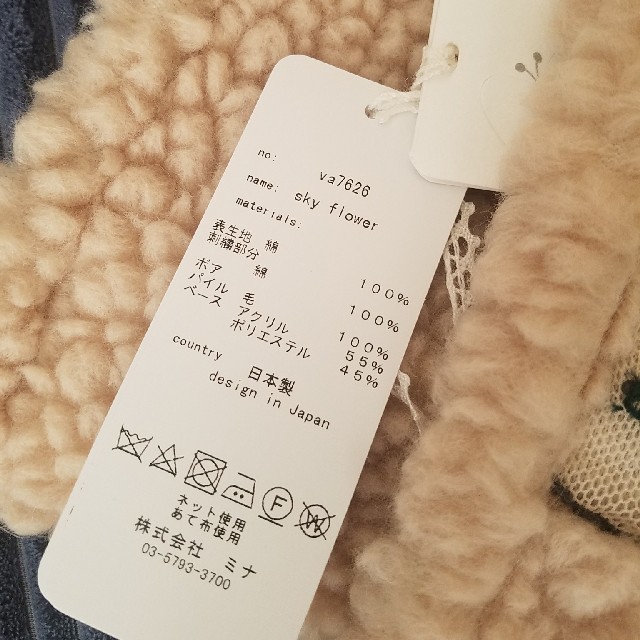 no: va7626
name: sky flower
materials:
表生地 綿 100%
刺繍部分 綿 100%
ボア
パイル 毛 100%
ベース アクリル 55%
ポリエステル 45%
country 日本製
design in Japan
F
W
ネット使用
あて布使用
株式会社 ミナ
03-5793-3700